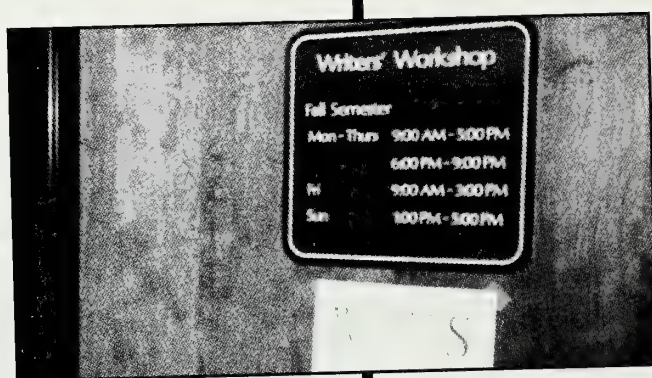 Writers' Workshop
Fall Semester
Mon - Thurs 9:00 AM - 5:00 PM
6:00 PM - 9:00 PM
Fri 9:00 AM - 3:00 PM
Sun 1:00 PM - 5:00 PM